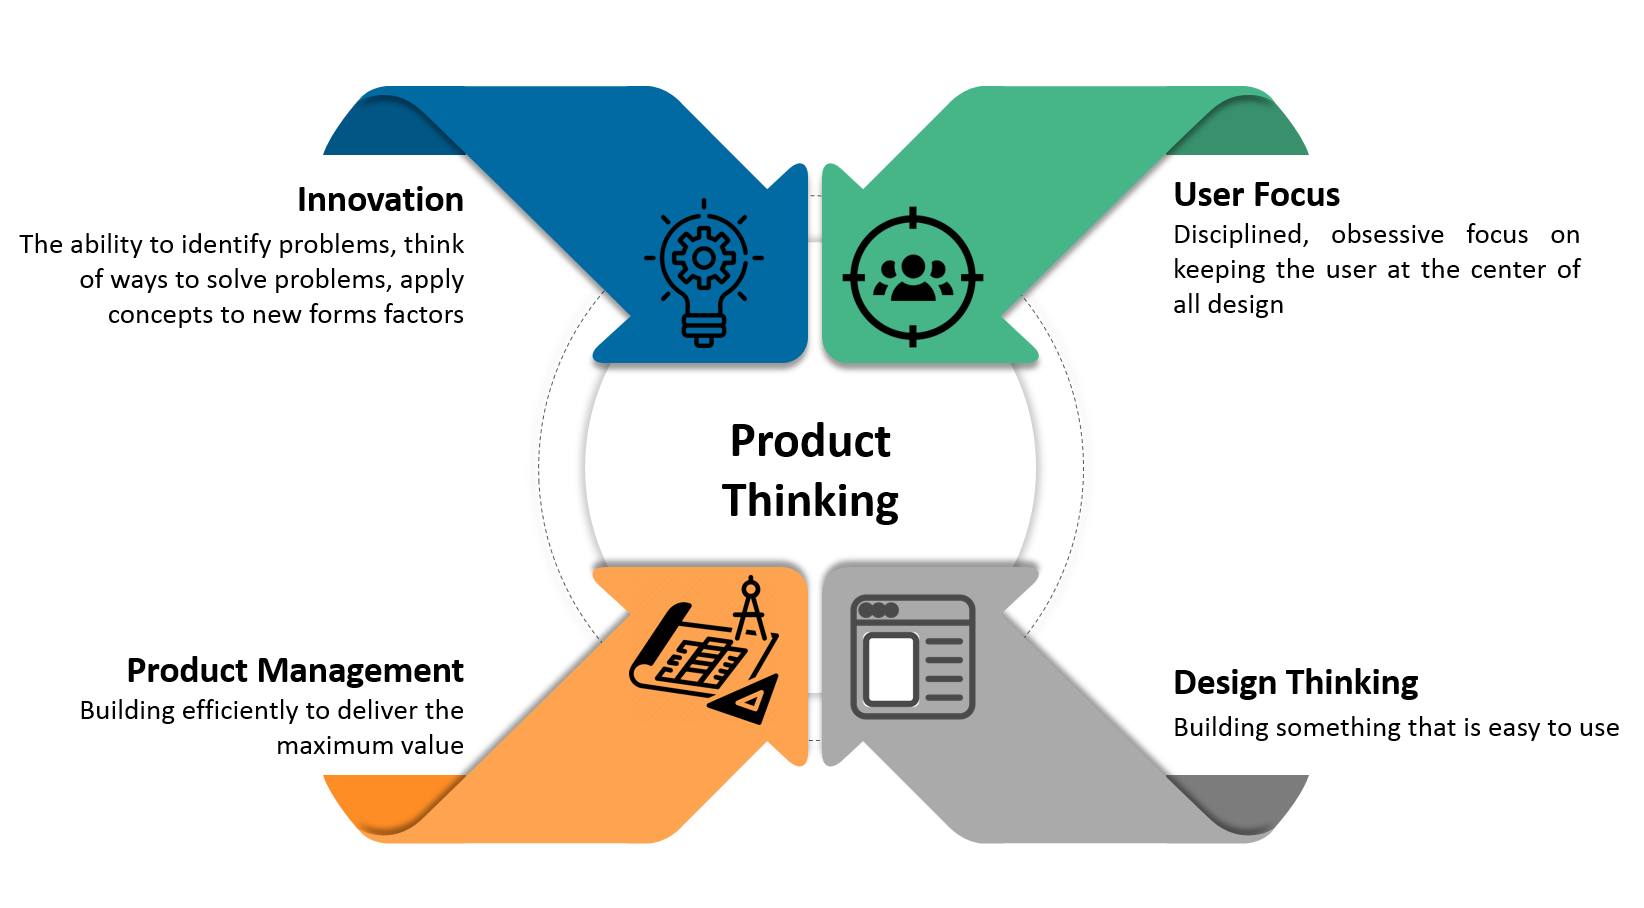 Innovation
The ability to identify problems, think
of ways to solve problems, apply
concepts to new forms factors
User Focus
Disciplined, obsessive focus on
keeping the user at the center of
all design
Product
Thinking
Product Management
Building efficiently to deliver the
maximum value
Design Thinking
Building something that is easy to use